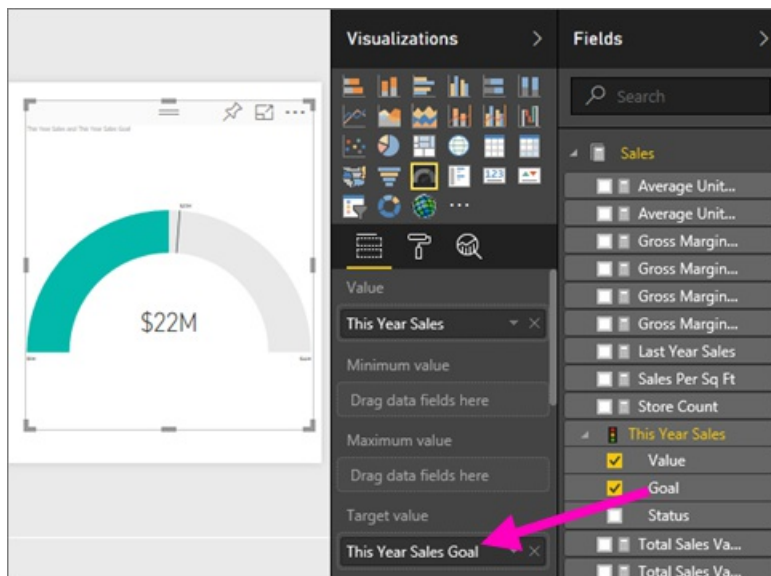 Visualizations
Fields
Search
This Year Sales and This Year Sales Goal
$22M
123
Value
This Year Sales
Minimum value
Drag data fields here
Maximum value
Drag data fields here
Target value
This Year Sales Goal
Sales
Average Unit...
Average Unit...
Gross Margin...
Gross Margin...
Gross Margin...
Gross Margin...
Last Year Sales
Sales Per Sq Ft
Store Count
This Year Sales
Value
Goal
Status
Total Sales Va...
Total Sales Va...